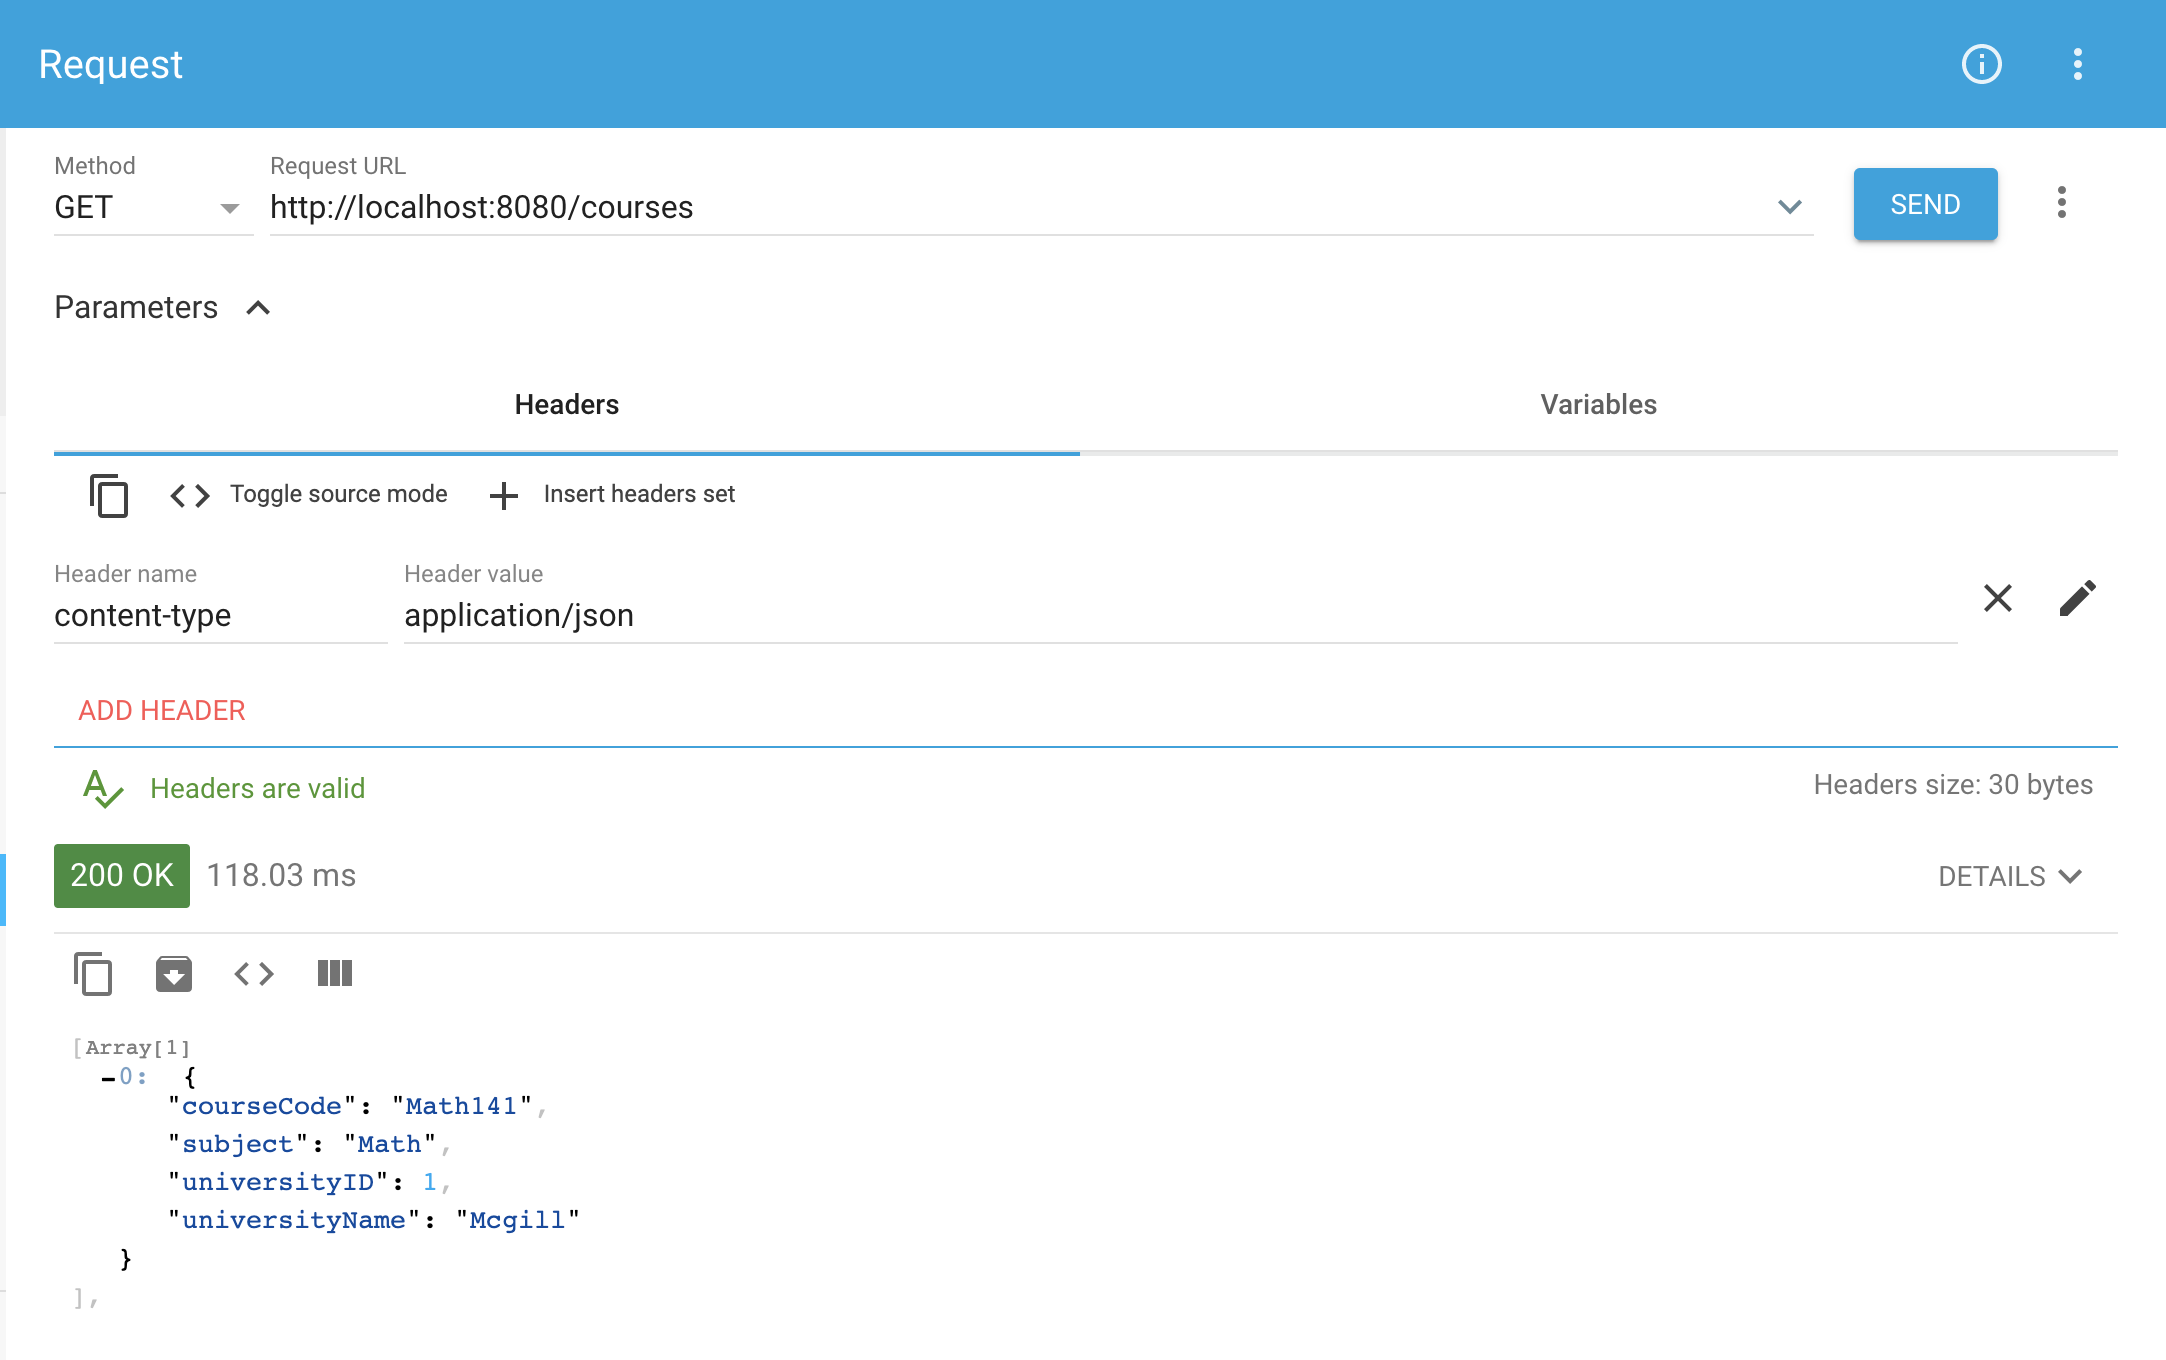 Request
Method
Request URL
GET
http://localhost:8080/courses
SEND
Parameters
Headers
Variables
Toggle source mode
Insert headers set
Header name
Header value
content-type
application/json
ADD HEADER
Headers are valid
Headers size: 30 bytes
200 OK
118.03 ms
DETAILS
[Array[1]
-0: {
"courseCode": "Math141",
"subject": "Math",
"universityID": 1,
"universityName": "Mcgill"
}
],